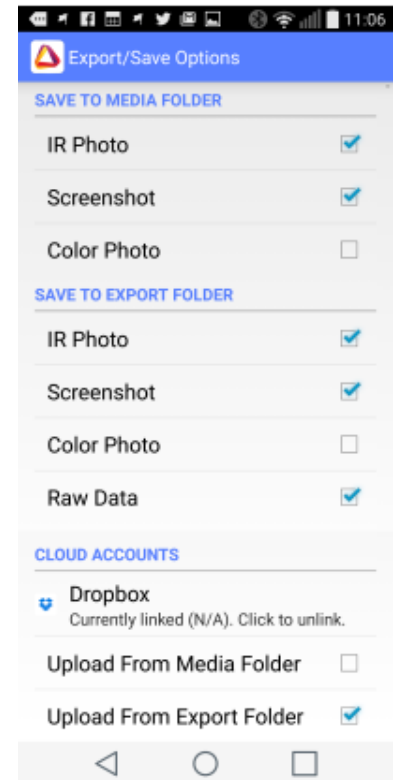 11:06
Export/Save Options
SAVE TO MEDIA FOLDER
IR Photo
Screenshot
Color Photo
SAVE TO EXPORT FOLDER
IR Photo
Screenshot
Color Photo
Raw Data
CLOUD ACCOUNTS
Dropbox
Currently linked (N/A). Click to unlink.
Upload From Media Folder
Upload From Export Folder